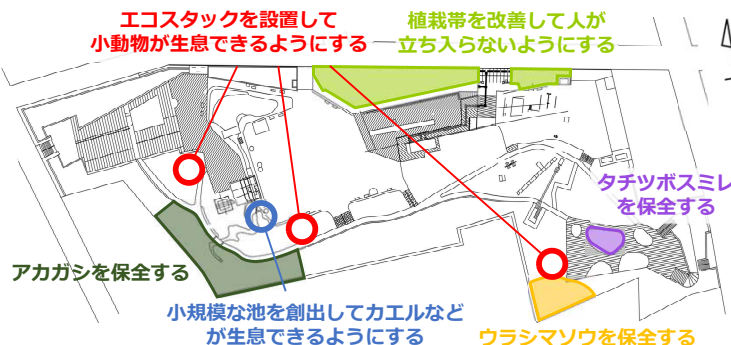 エコスタックを設置して
小動物が生息できるようにする
植栽帯を改善して人が
立ち入らないようにする
タチツボスミレ
を保全する
アカガシを保全する
小規模な池を創出してカエルなど
が生息できるようにする
ウラシマソウを保全する